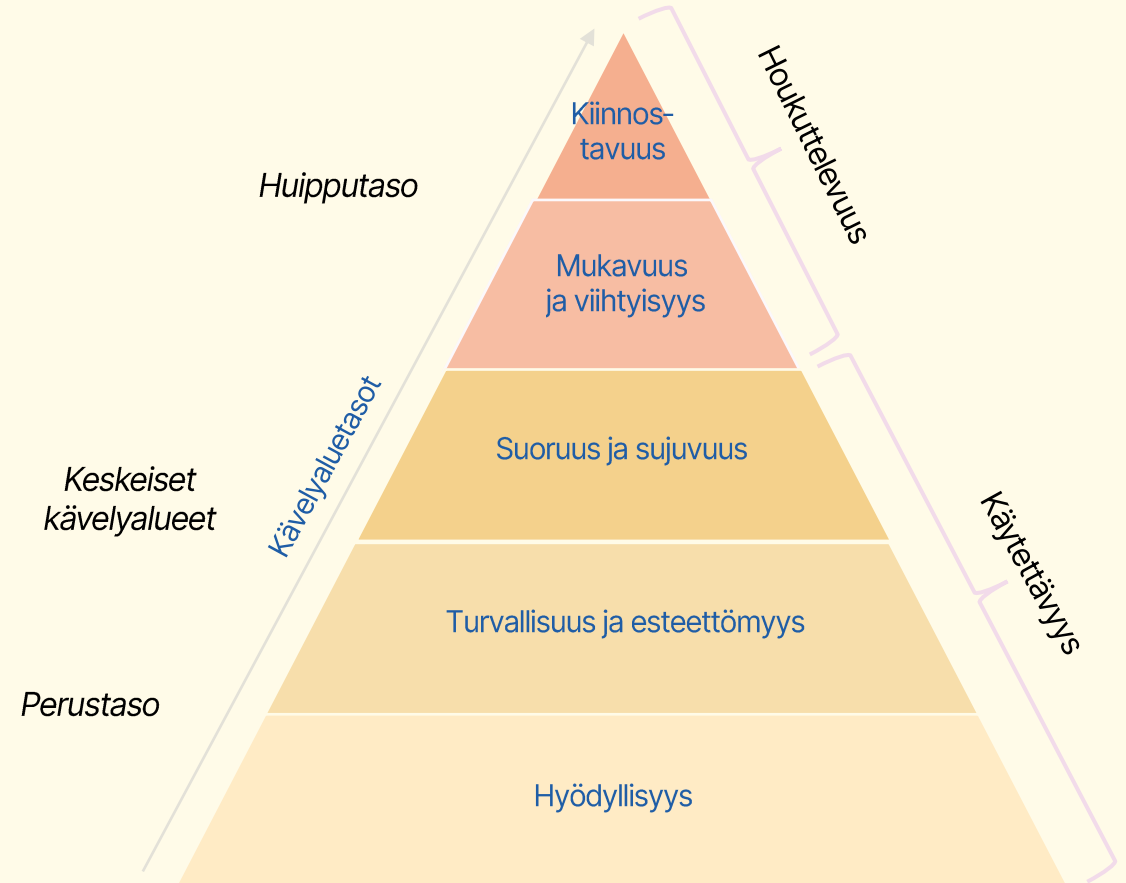 Kiinnos-
tavuus
Houkuttelevuus
Huipputaso
Mukavuus
ja viihtyisyys
Kävelyaluetasot
Suoruus ja sujuvuus
Keskeiset
kävelyalueet
Käytettävyys
Turvallisuus ja esteettömyys
Perustaso
Hyödyllisyys